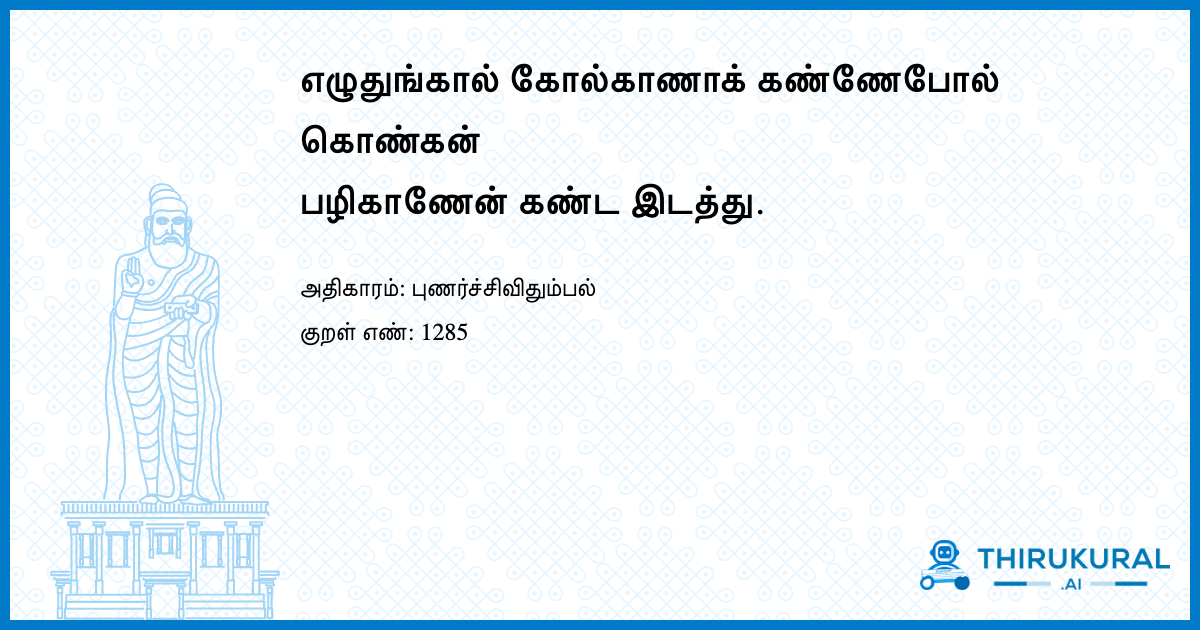 எழுதுங்கால் கோல்காணாக் கண்ணேபோல்
கொண்கன்
பழிகாணேன் கண்ட இடத்து.
அதிகாரம்: புணர்ச்சிவிதும்பல்
குறள் எண்: 1285
THIRUKURAL
.AI